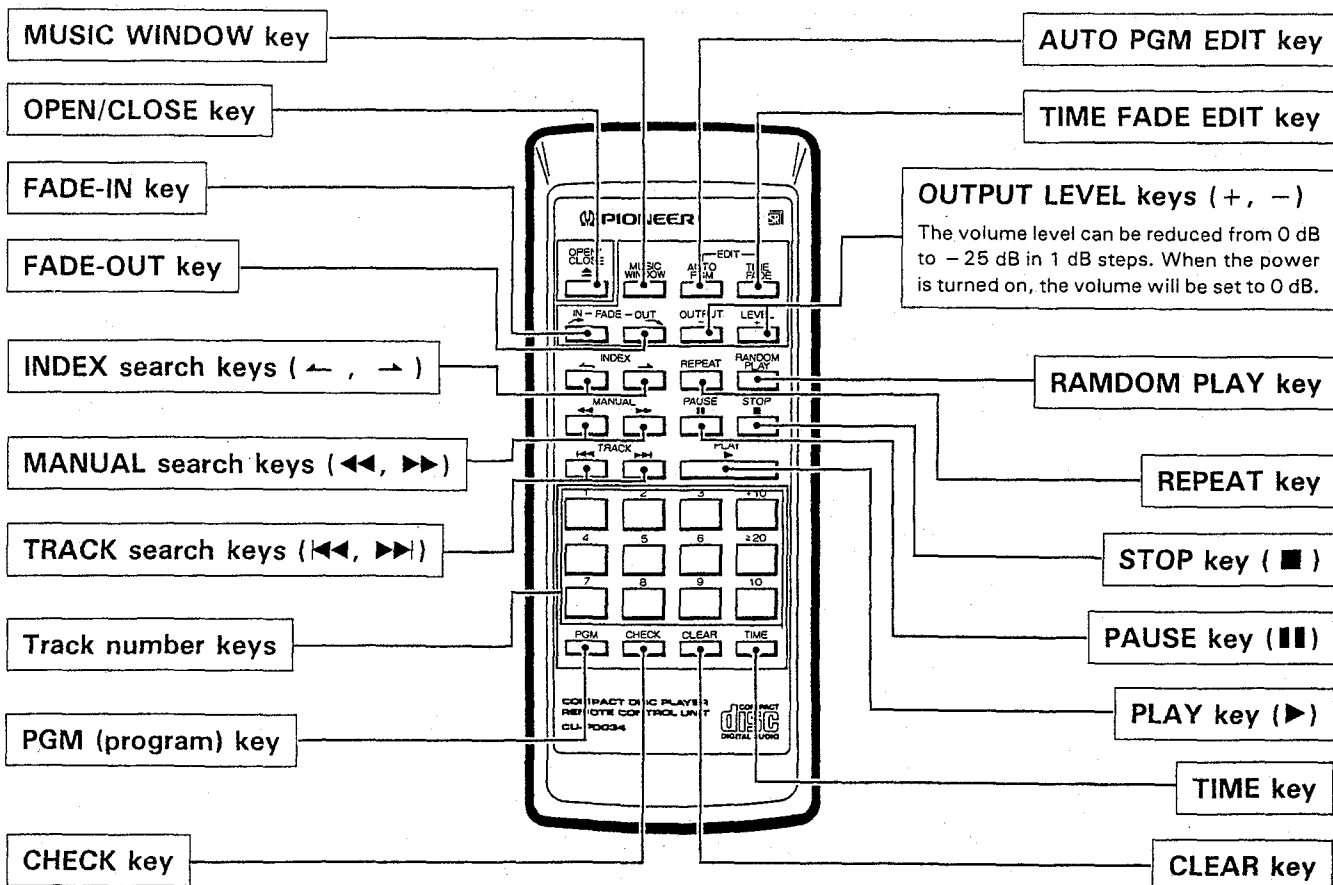 MUSIC WINDOW key
OPEN/CLOSE key
FADE-IN key
FADE-OUT key
INDEX search keys ( ↼ , ⇀ )
MANUAL search keys (◀◀, ▶▶)
TRACK search keys (|◀◀, ▶▶|)
Track number keys
PGM (program) key
CHECK key
PIONEER
OPEN/
CLOSE
MUSIC
WINDOW
EDIT
AUTO
PGM
TIME
FADE
IN – FADE – OUT
OUTPUT
LEVEL
–
+
INDEX
REPEAT
RANDOM
PLAY
MANUAL
PAUSE
STOP
TRACK
PLAY
1 2 3 +10
4 5 6 ≥20
7 8 9 10
PGM CHECK CLEAR TIME
COMPACT DISC PLAYER
REMOTE CONTROL UNIT
COMPACT
disc
DIGITAL AUDIO
AUTO PGM EDIT key
TIME FADE EDIT key
OUTPUT LEVEL keys (+, −)
The volume level can be reduced from 0 dB
to − 25 dB in 1 dB steps. When the power
is turned on, the volume will be set to 0 dB.
RAMDOM PLAY key
REPEAT key
STOP key ( ■ )
PAUSE key (▮▮)
PLAY key (▶)
TIME key
CLEAR key